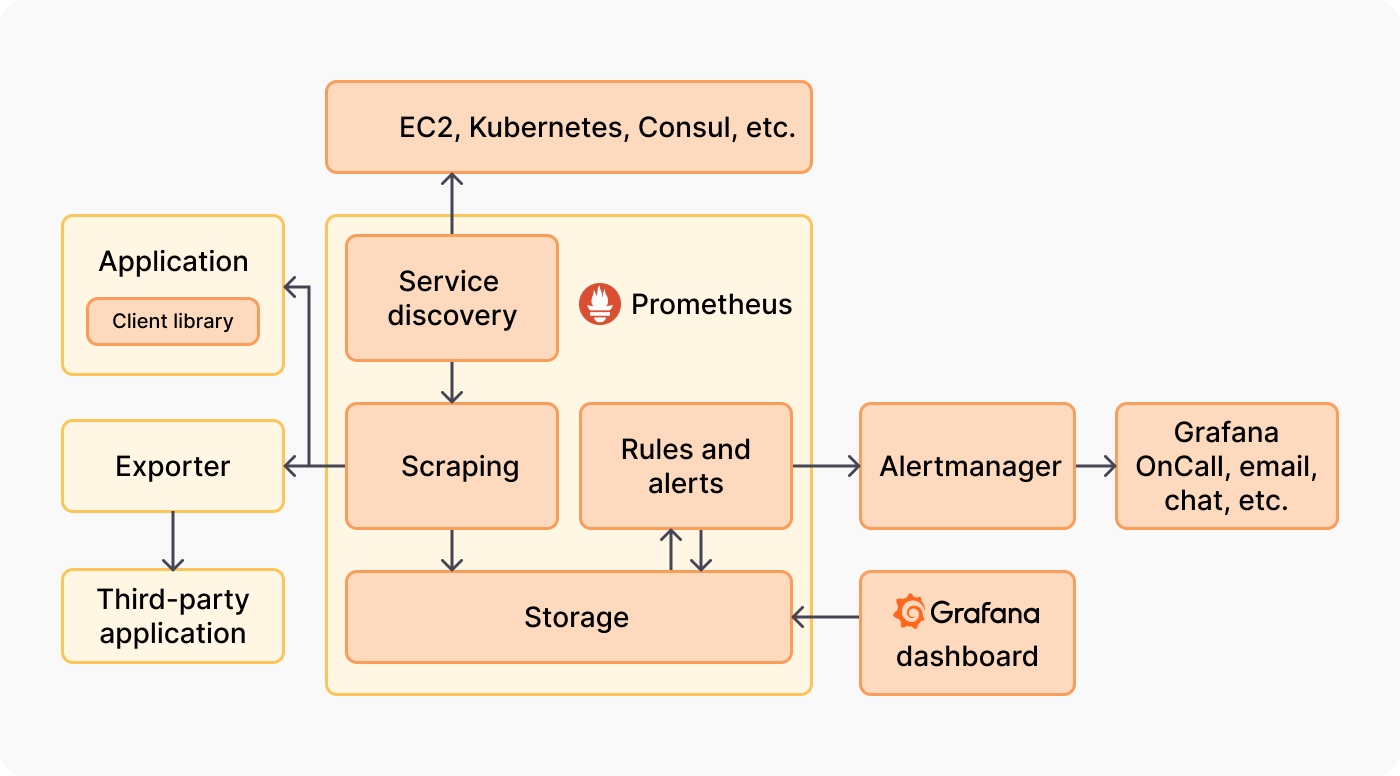 EC2, Kubernetes, Consul, etc.
Application
Client library
Service
discovery
Prometheus
Exporter
Scraping
Rules and
alerts
Alertmanager
Grafana
OnCall, email,
chat, etc.
Third-party
application
Storage
Grafana
dashboard